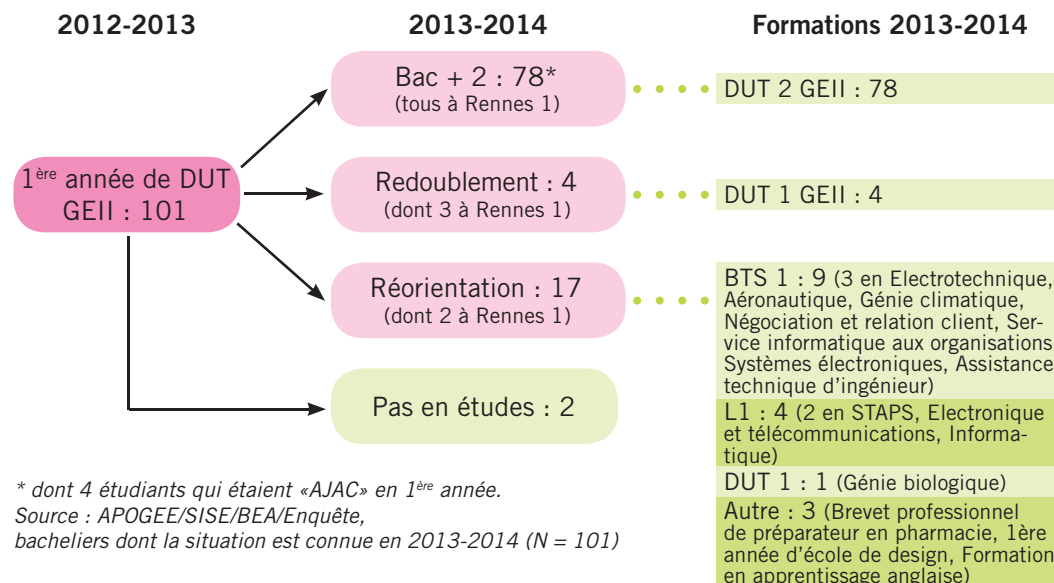 2012-2013
2013-2014
Formations 2013-2014
1ère année de DUT
GEII : 101
Bac + 2 : 78*
(tous à Rennes 1)
DUT 2 GEII : 78
Redoublement : 4
(dont 3 à Rennes 1)
DUT 1 GEII : 4
Réorientation : 17
(dont 2 à Rennes 1)
BTS 1 : 9 (3 en Electrotechnique,
Aéronautique, Génie climatique,
Négociation et relation client, Ser-
vice informatique aux organisations
Systèmes électroniques, Assistance
technique d'ingénieur)
L1 : 4 (2 en STAPS, Electronique
et télécommunications, Informa-
tique)
DUT 1 : 1 (Génie biologique)
Autre : 3 (Brevet professionnel
de préparateur en pharmacie, 1ère
année d'école de design, Formation
en apprentissage anglaise)
Pas en études : 2
* dont 4 étudiants qui étaient «AJAC» en 1ère année.
Source : APOGEE/SISE/BEA/Enquête,
bacheliers dont la situation est connue en 2013-2014 (N = 101)